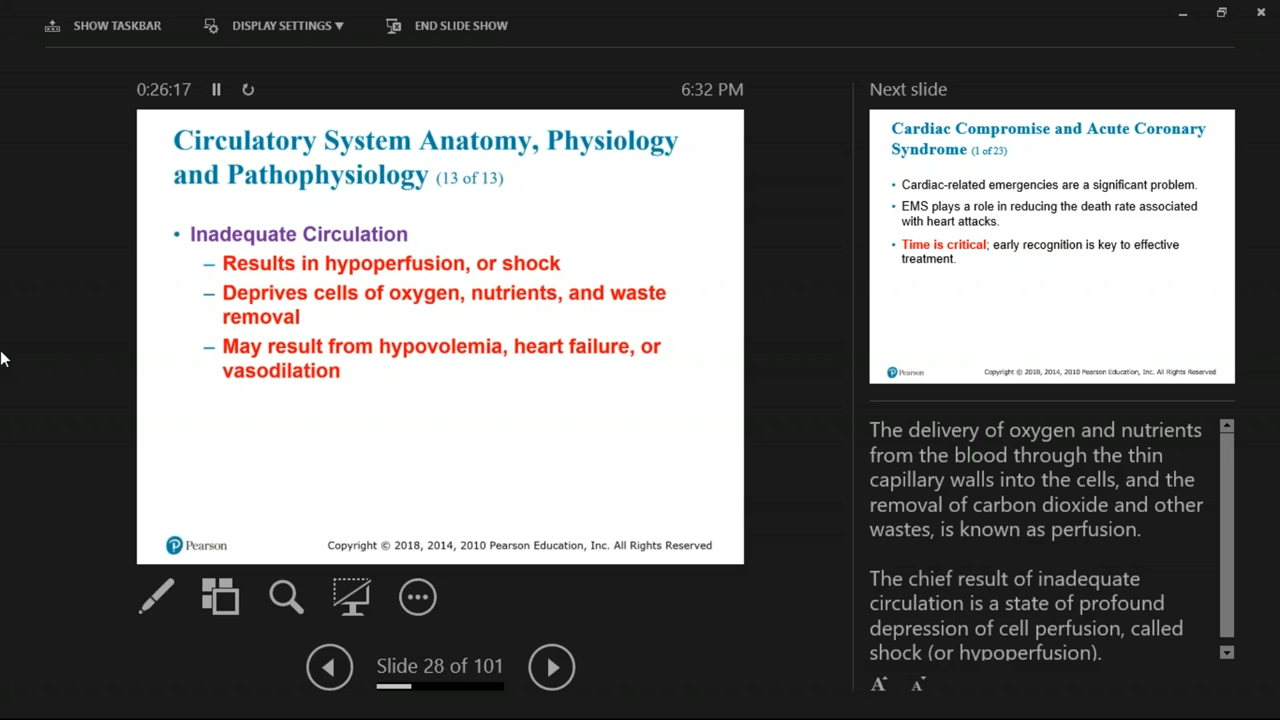 SHOW TASKBAR
DISPLAY SETTINGS ▼
END SLIDE SHOW
0:26:17
6:32 PM
Circulatory System Anatomy, Physiology
and Pathophysiology (13 of 13)
• Inadequate Circulation
– Results in hypoperfusion, or shock
– Deprives cells of oxygen, nutrients, and waste
removal
– May result from hypovolemia, heart failure, or
vasodilation
Pearson
Copyright © 2018, 2014, 2010 Pearson Education, Inc. All Rights Reserved
Slide 28 of 101
Next slide
Cardiac Compromise and Acute Coronary
Syndrome (1 of 23)
• Cardiac-related emergencies are a significant problem.
• EMS plays a role in reducing the death rate associated
with heart attacks.
• Time is critical; early recognition is key to effective
treatment.
Pearson
Copyright © 2018, 2014, 2010 Pearson Education, Inc. All Rights Reserved
The delivery of oxygen and nutrients
from the blood through the thin
capillary walls into the cells, and the
removal of carbon dioxide and other
wastes, is known as perfusion.
The chief result of inadequate
circulation is a state of profound
depression of cell perfusion, called
shock (or hypoperfusion).
A A